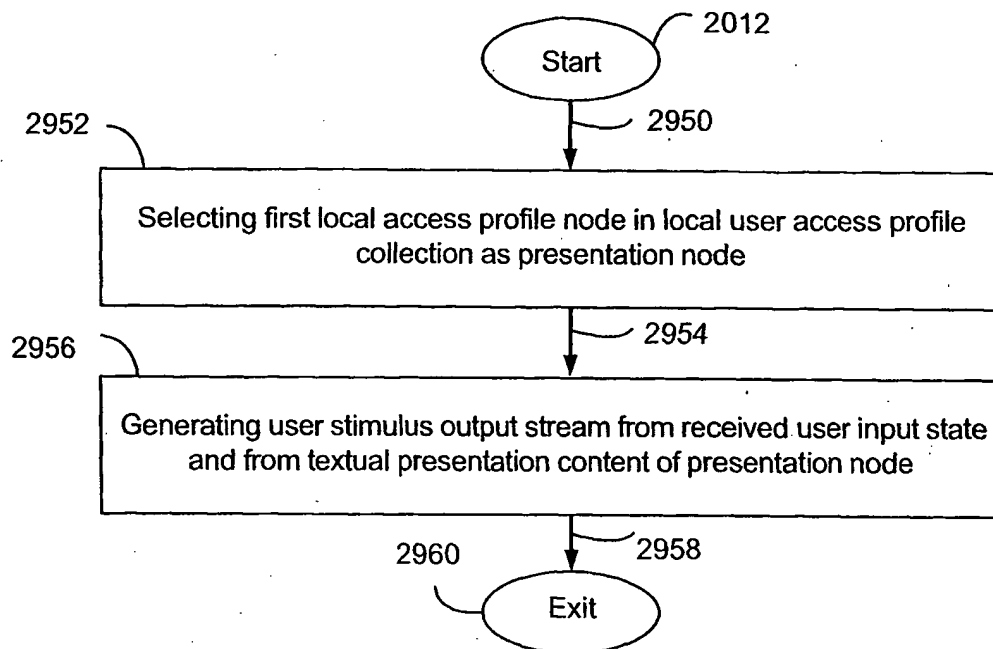 2012
Start
2950
2952
Selecting first local access profile node in local user access profile
collection as presentation node
2954
2956
Generating user stimulus output stream from received user input state
and from textual presentation content of presentation node
2958
2960
Exit